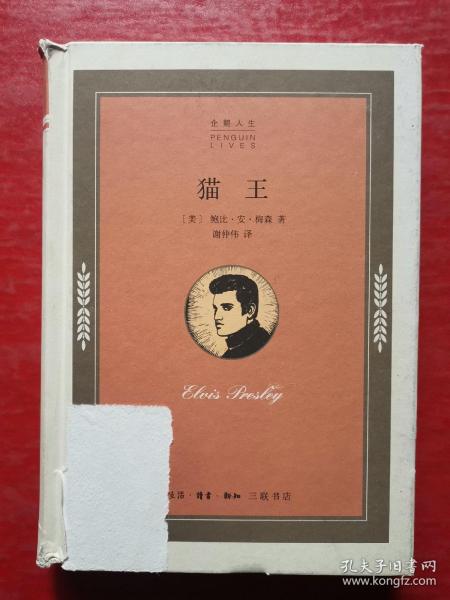 企鹅人生
PENGUIN
LIVES
猫王
[美] 鲍比·安·梅森 著
谢仲伟 译
Elvis Presley
生活·读书·新知 三联书店
孔夫子旧书网
www.kongfz.com